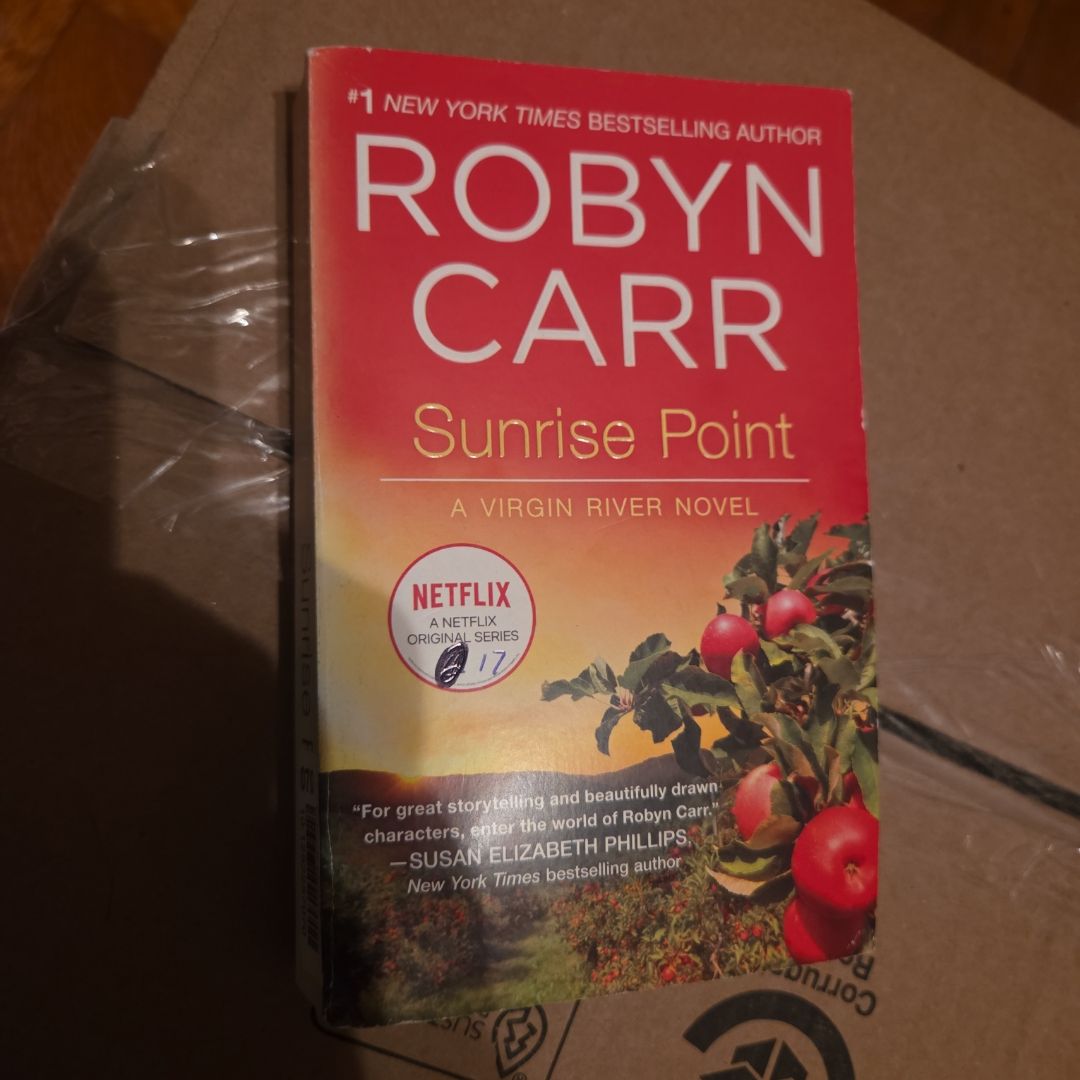 #1 NEW YORK TIMES BESTSELLING AUTHOR
ROBYN
CARR
Sunrise Point
A VIRGIN RIVER NOVEL
NETFLIX
A NETFLIX
ORIGINAL SERIES
17
"For great storytelling and beautifully drawn
characters, enter the world of Robyn Carr."
—SUSAN ELIZABETH PHILLIPS,
New York Times bestselling author
Sunrise